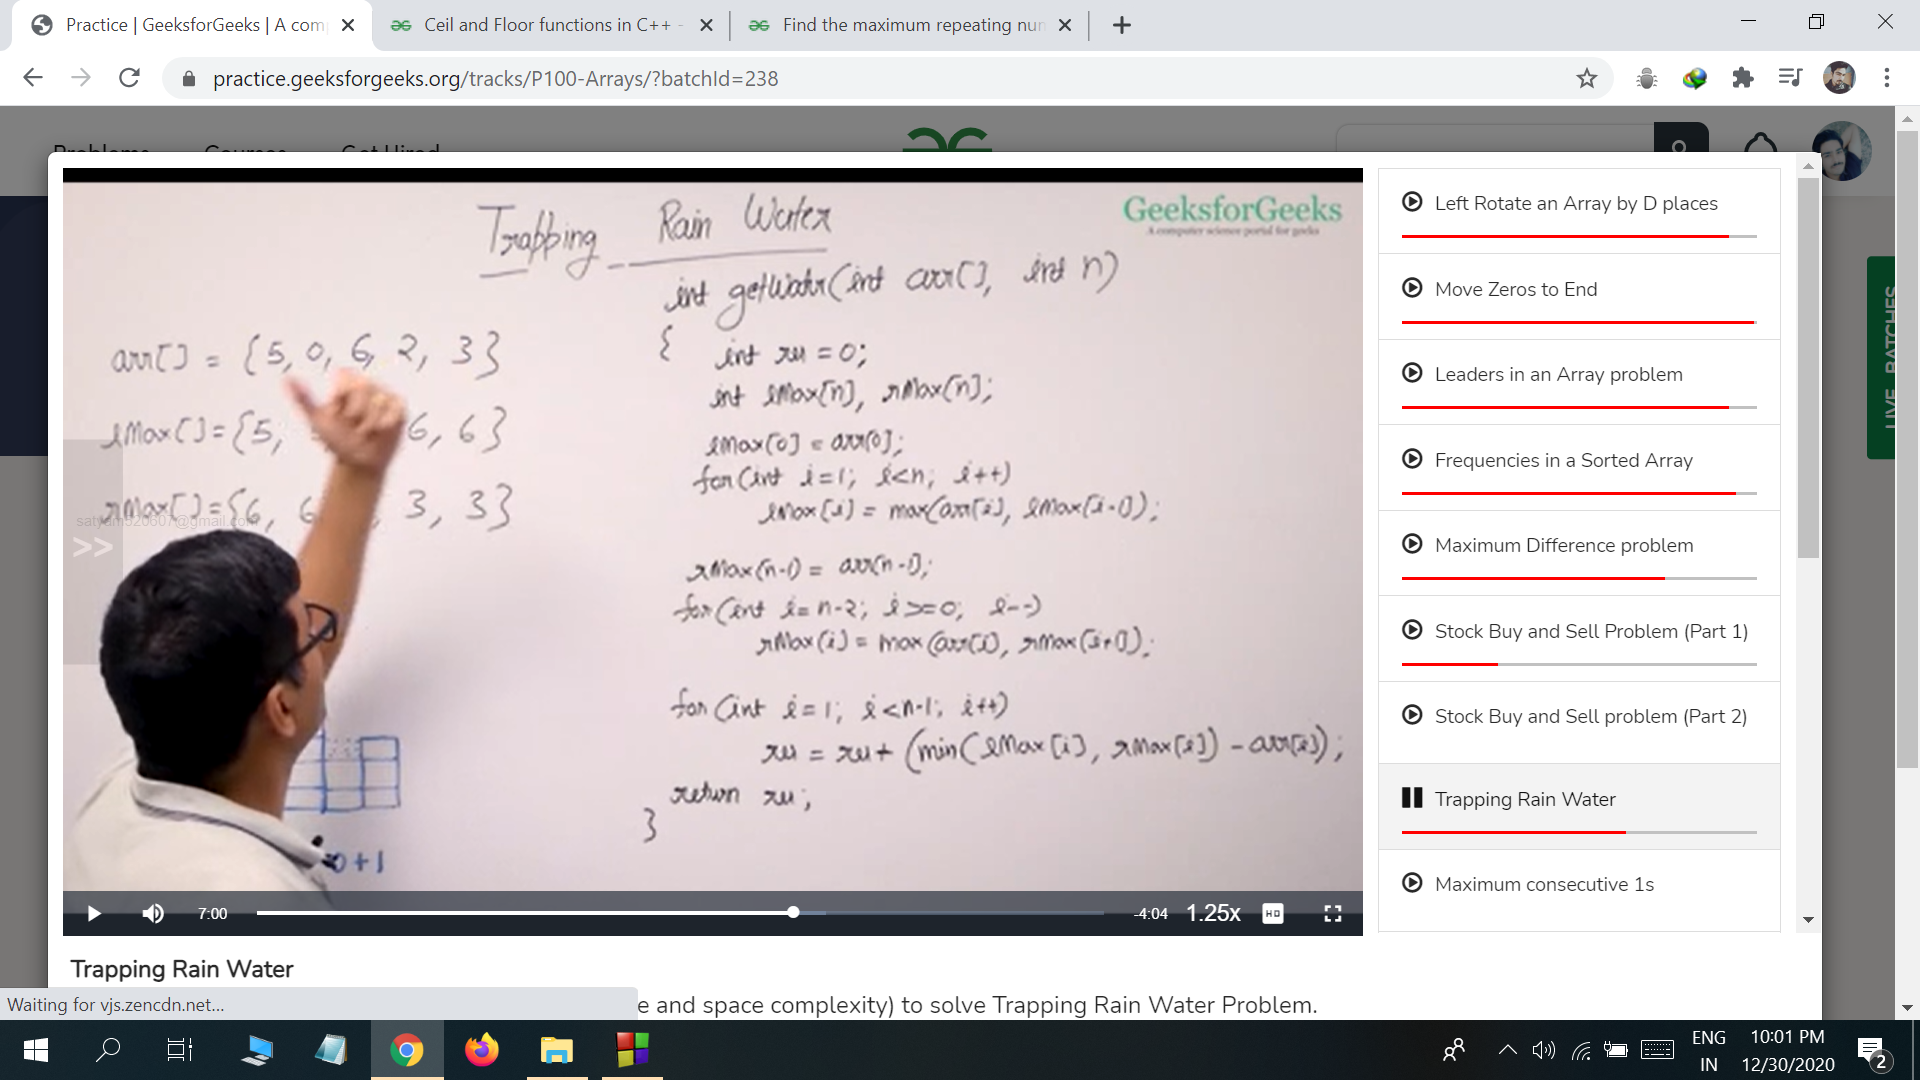 Practice | GeeksforGeeks | A com
Ceil and Floor functions in C++ -
Find the maximum repeating num
practice.geeksforgeeks.org/tracks/P100-Arrays/?batchId=238
Problems Courses Get Hired
Trapping Rain Water
GeeksforGeeks
A computer science portal for geeks
int getWater(int arr[], int n)
{
int res = 0;
int lMax[n], rMax[n];
lMax[0] = arr[0];
for(int i=1; i<n; i++)
lMax[i] = max(arr[i], lMax[i-1]);
rMax[n-1] = arr[n-1];
for(int i=n-2; i>=0; i--)
rMax[i] = max(arr[i], rMax[i+1]);
for(int i=1; i<n-1; i++)
res = res + (min(lMax[i], rMax[i]) - arr[i]);
return res;
}
arr[] = {5, 0, 6, 2, 3}
lMax[]={5, 6, 6}
rMax[]={6, 6 3, 3}
>>
0+1
7:00
-4:04
1.25x
HD
Left Rotate an Array by D places
Move Zeros to End
Leaders in an Array problem
Frequencies in a Sorted Array
Maximum Difference problem
Stock Buy and Sell Problem (Part 1)
Stock Buy and Sell problem (Part 2)
Trapping Rain Water
Maximum consecutive 1s
LIVE BATCHES
Trapping Rain Water
e and space complexity) to solve Trapping Rain Water Problem.
Waiting for vjs.zencdn.net...
ENG
IN
10:01 PM
12/30/2020
2